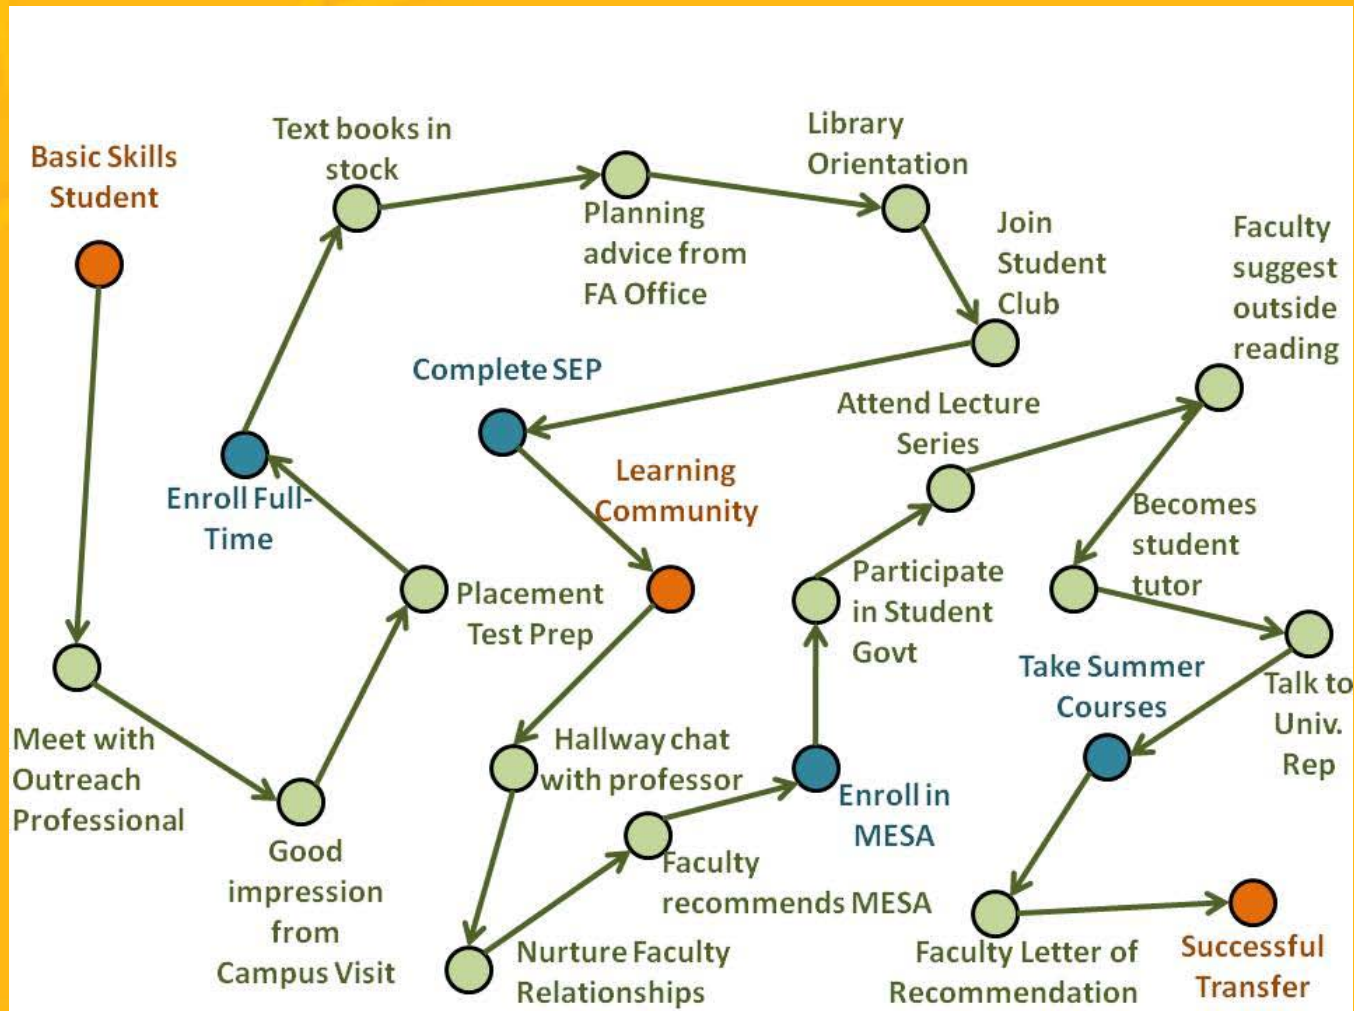 Basic Skills
Student
Meet with
Outreach
Professional
Good
impression
from
Campus Visit
Placement
Test Prep
Enroll Full-
Time
Text books in
stock
Planning
advice from
FA Office
Library
Orientation
Join
Student
Club
Complete SEP
Learning
Community
Hallway chat
with professor
Nurture Faculty
Relationships
Faculty
recommends MESA
Enroll in
MESA
Participate
in Student
Govt
Attend Lecture
Series
Faculty
suggest
outside
reading
Becomes
student
tutor
Talk to
Univ.
Rep
Take Summer
Courses
Faculty Letter of
Recommendation
Successful
Transfer